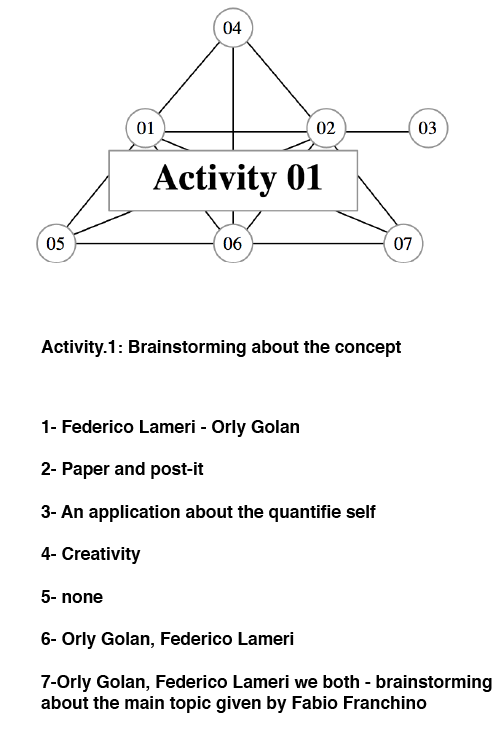 04
01
02
03
Activity 01
05
06
07
Activity.1: Brainstorming about the concept
1- Federico Lameri - Orly Golan
2- Paper and post-it
3- An application about the quantifie self
4- Creativity
5- none
6- Orly Golan, Federico Lameri
7-Orly Golan, Federico Lameri we both - brainstorming
about the main topic given by Fabio Franchino